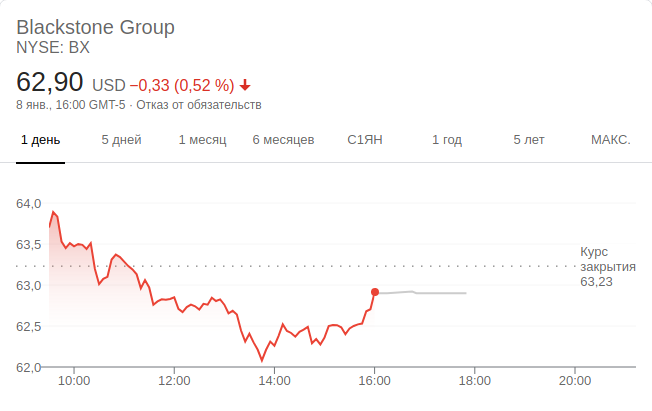 Blackstone Group
NYSE: BX
62,90 USD −0,33 (0,52 %)
8 янв., 16:00 GMT-5 · Отказ от обязательств
1 день 5 дней 1 месяц 6 месяцев С1ЯН 1 год 5 лет МАКС.
64,0
63,5
Курс
закрытия
63,23
63,0
62,5
62,0
10:00 12:00 14:00 16:00 18:00 20:00